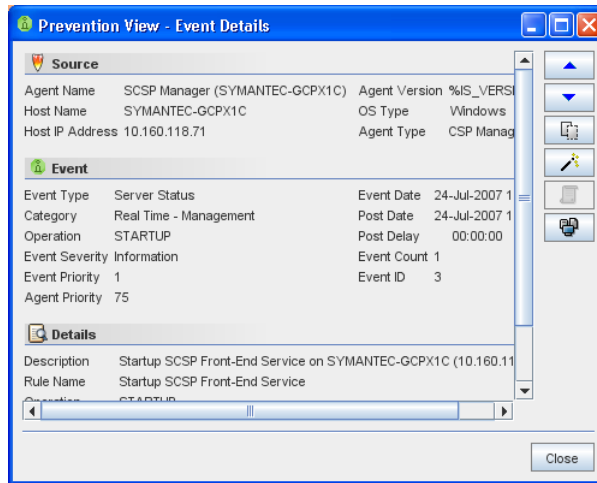 Prevention View - Event Details
Source
Agent Name SCSP Manager (SYMANTEC-GCPX1C) Agent Version %IS_VERS
Host Name SYMANTEC-GCPX1C OS Type Windows
Host IP Address 10.160.118.71 Agent Type CSP Manag
Event
Event Type Server Status Event Date 24-Jul-2007 1
Category Real Time - Management Post Date 24-Jul-2007 1
Operation STARTUP Post Delay 00:00:00
Event Severity Information Event Count 1
Event Priority 1 Event ID 3
Agent Priority 75
Details
Description Startup SCSP Front-End Service on SYMANTEC-GCPX1C (10.160.11
Rule Name Startup SCSP Front-End Service
Operation STARTUP
Close